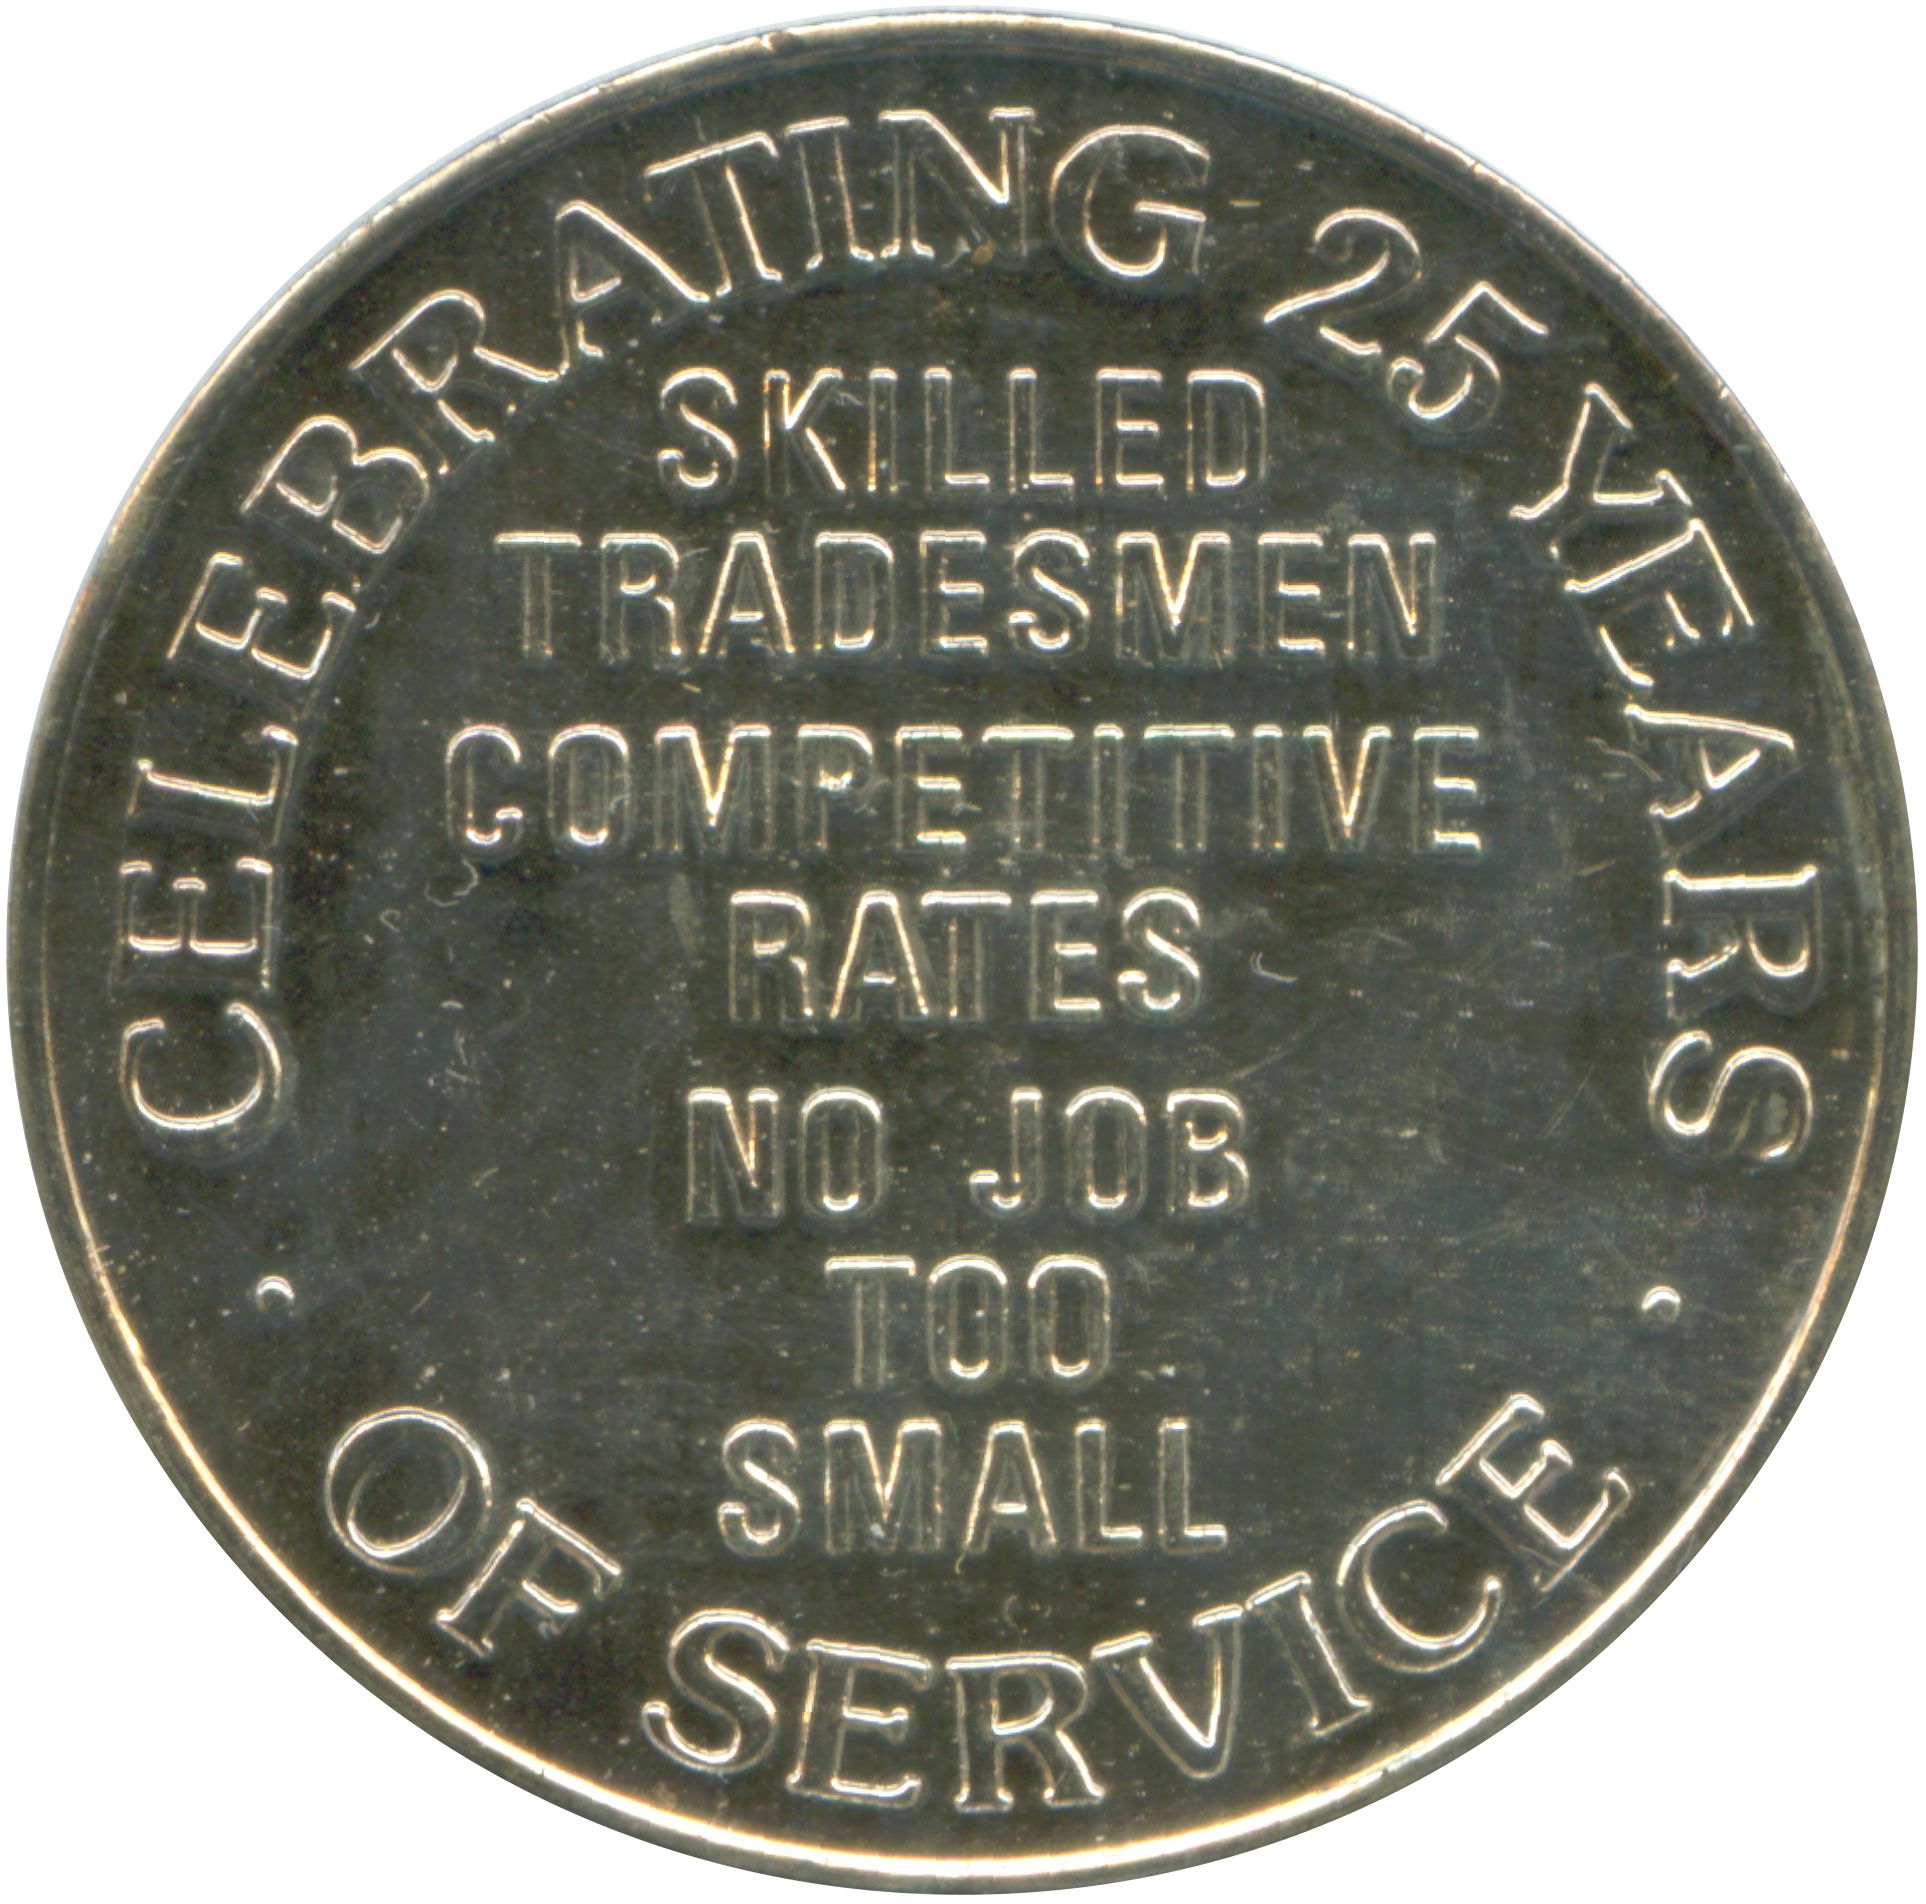 CELEBRATING 25 YEARS
SKILLED
TRADESMEN
COMPETITIVE
RATES
NO JOB
TOO
SMALL
· OF SERVICE ·